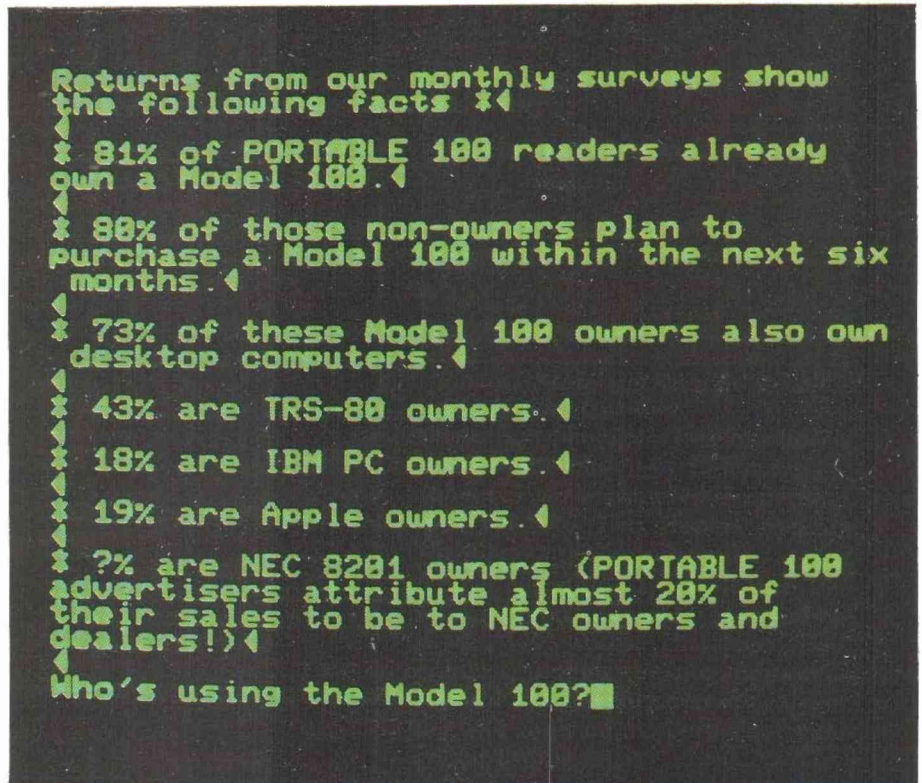 Returns from our monthly surveys show
the following facts *◀
◀
* 81% of PORTABLE 100 readers already
own a Model 100.◀
◀
* 80% of those non-owners plan to
purchase a Model 100 within the next six
months.◀
◀
* 73% of these Model 100 owners also own
desktop computers.◀
◀
* 43% are TRS-80 owners.◀
◀
* 18% are IBM PC owners.◀
◀
* 19% are Apple owners.◀
◀
* ?% are NEC 8201 owners (PORTABLE 100
advertisers attribute almost 20% of
their sales to be to NEC owners and
dealers!)◀
◀
Who's using the Model 100?